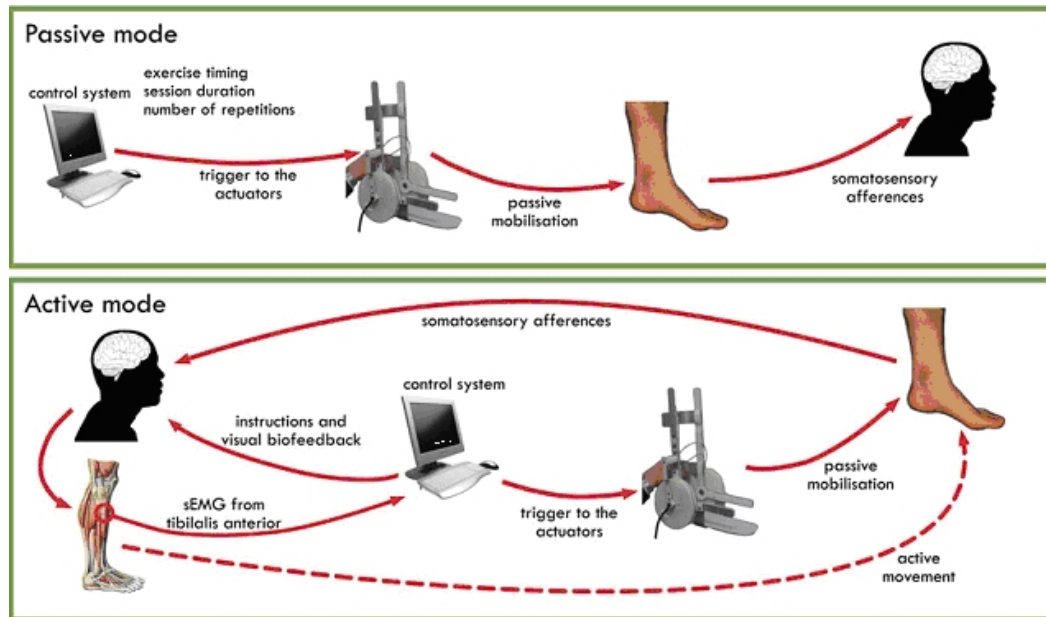 Passive mode
control system
exercise timing
session duration
number of repetitions
trigger to the
actuators
passive
mobilisation
somatosensory
afferences
Active mode
somatosensory afferences
control system
instructions and
visual biofeedback
sEMG from
tibilalis anterior
trigger to the
actuators
passive
mobilisation
active
movement